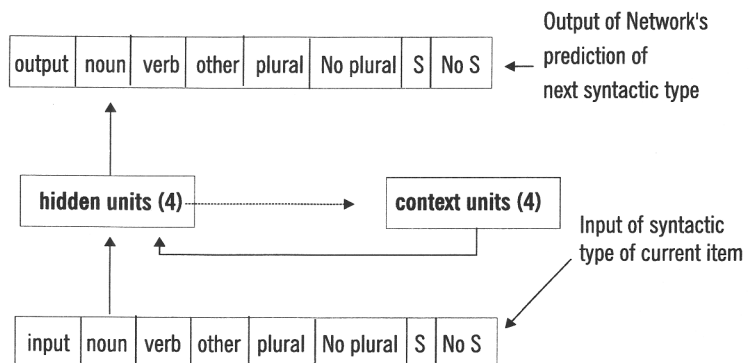 Output of Network's
prediction of
next syntactic type
output noun verb other plural No plural S No S
hidden units (4)
context units (4)
Input of syntactic
type of current item
input noun verb other plural No plural S No S